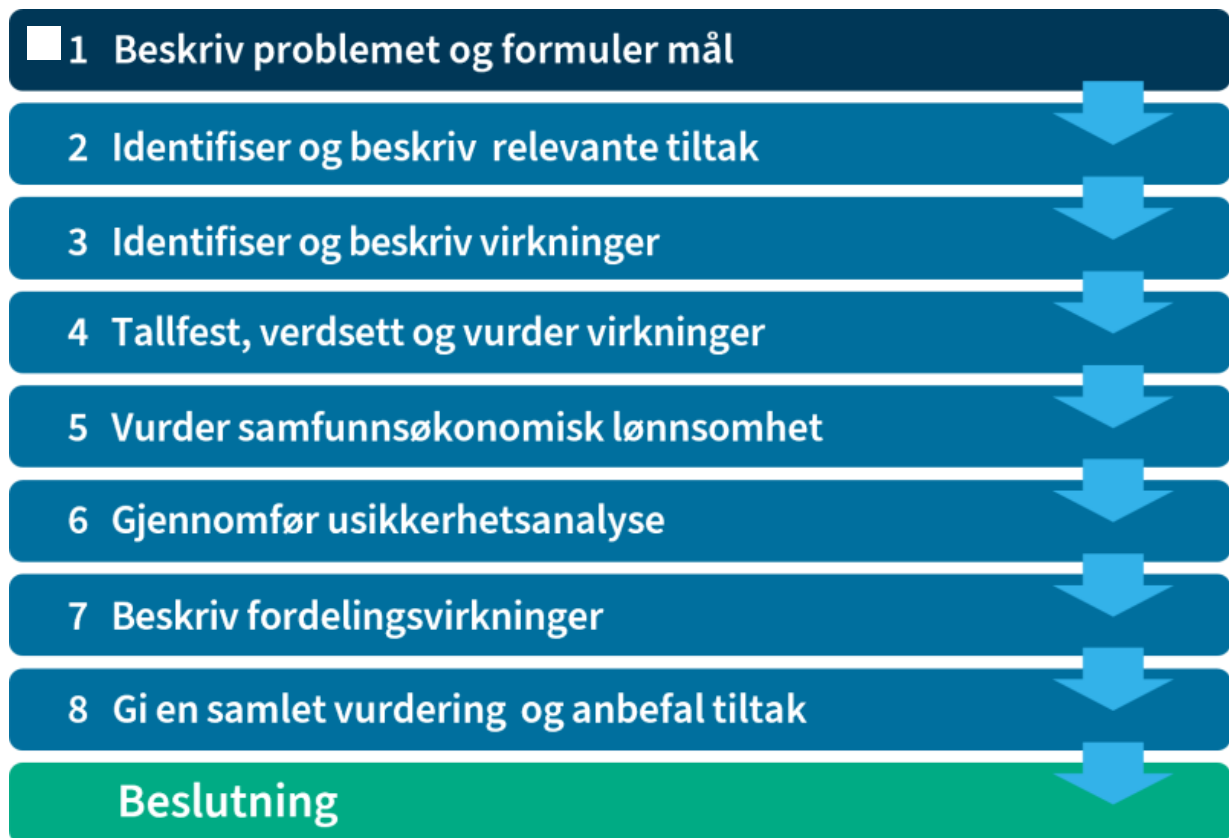 1 Beskriv problemet og formuler mål
2 Identifiser og beskriv relevante tiltak
3 Identifiser og beskriv virkninger
4 Tallfest, verdsett og vurder virkninger
5 Vurder samfunnsøkonomisk lønnsomhet
6 Gjennomfør usikkerhetsanalyse
7 Beskriv fordelingsvirkninger
8 Gi en samlet vurdering og anbefal tiltak
Beslutning